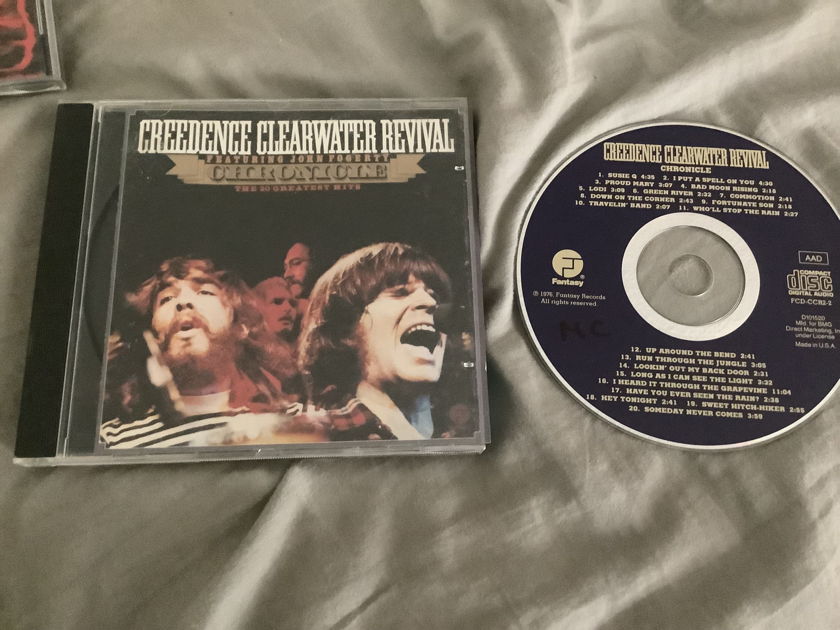 CREEDENCE CLEARWATER REVIVAL
FEATURING JOHN FOGERTY
CHRONICLE
THE 20 GREATEST HITS
CREEDENCE CLEARWATER REVIVAL
CHRONICLE
1. SUSIE Q 4:35 2. I PUT A SPELL ON YOU 4:30
3. PROUD MARY 3:07 4. BAD MOON RISING 2:18
5. LODI 3:09 6. GREEN RIVER 2:32 7. COMMOTION 2:41
8. DOWN ON THE CORNER 2:43 9. FORTUNATE SON 2:18
10. TRAVELIN' BAND 2:07 11. WHO'LL STOP THE RAIN 2:27
Fantasy
℗ 1976, Fantasy Records
All rights reserved.
AAD
COMPACT
disc
DIGITAL AUDIO
FCD-CCR2-2
D101520
Mfd. for BMG
Direct Marketing, In
under License
Made in U.S.A.
MC
12. UP AROUND THE BEND 2:41
13. RUN THROUGH THE JUNGLE 3:05
14. LOOKIN' OUT MY BACK DOOR 2:31
15. LONG AS I CAN SEE THE LIGHT 3:32
16. I HEARD IT THROUGH THE GRAPEVINE 11:04
17. HAVE YOU EVER SEEN THE RAIN? 2:38
18. HEY TONIGHT 2:41 19. SWEET HITCH-HIKER 2:55
20. SOMEDAY NEVER COMES 3:59